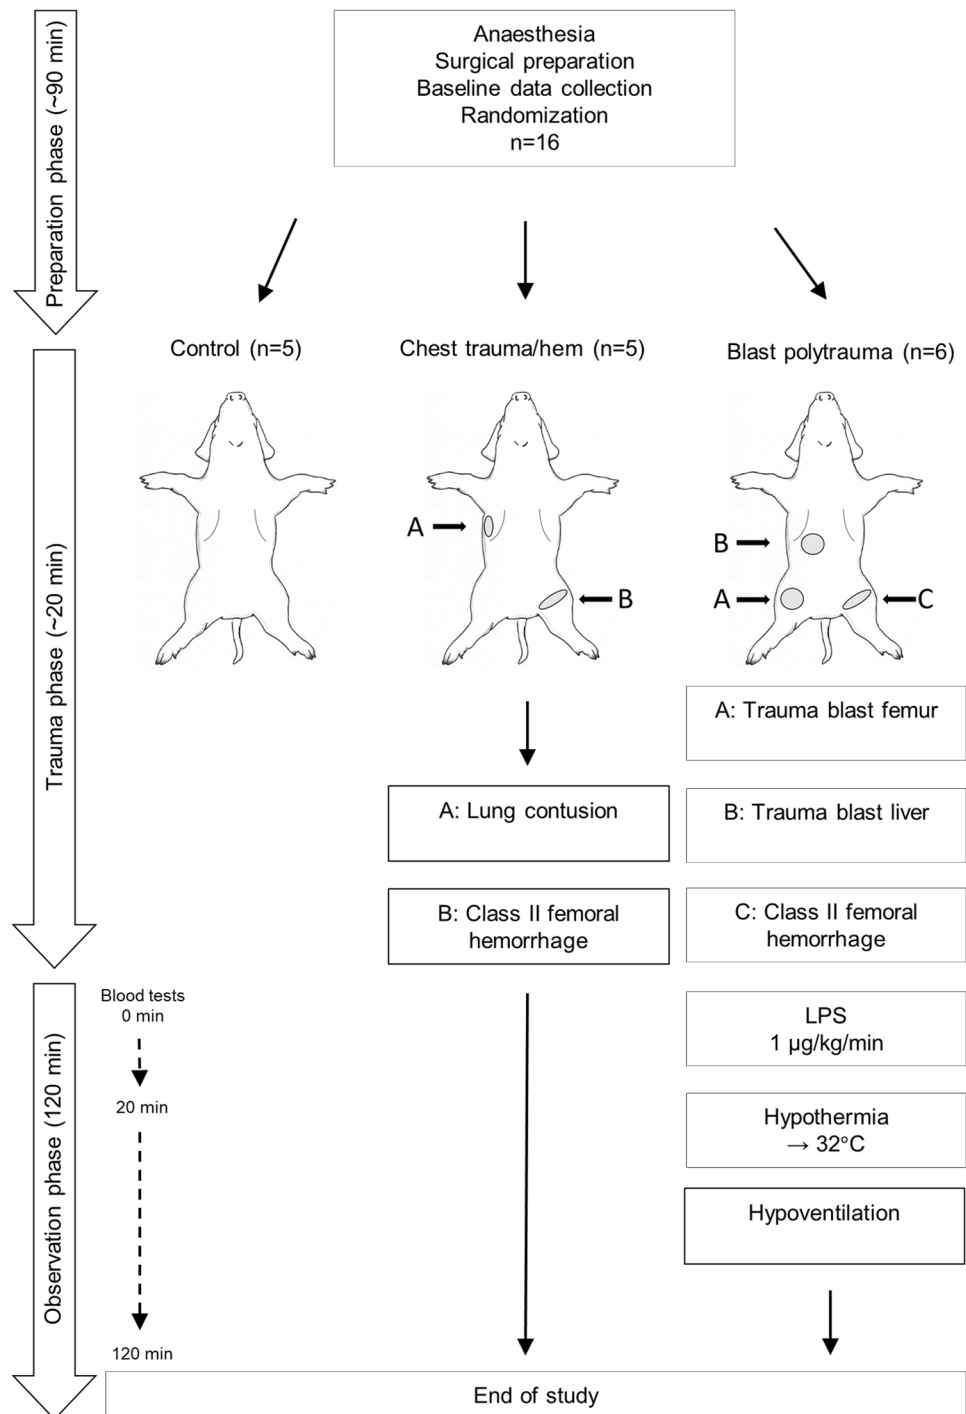 Preparation phase (~90 min)
Anaesthesia
Surgical preparation
Baseline data collection
Randomization
n=16
Trauma phase (~20 min)
Control (n=5)
Chest trauma/hem (n=5)
Blast polytrauma (n=6)
A
B
B
A
C
A: Lung contusion
B: Class II femoral
hemorrhage
A: Trauma blast femur
B: Trauma blast liver
C: Class II femoral
hemorrhage
Observation phase (120 min)
Blood tests
0 min
20 min
120 min
LPS
1 µg/kg/min
Hypothermia
→ 32°C
Hypoventilation
End of study